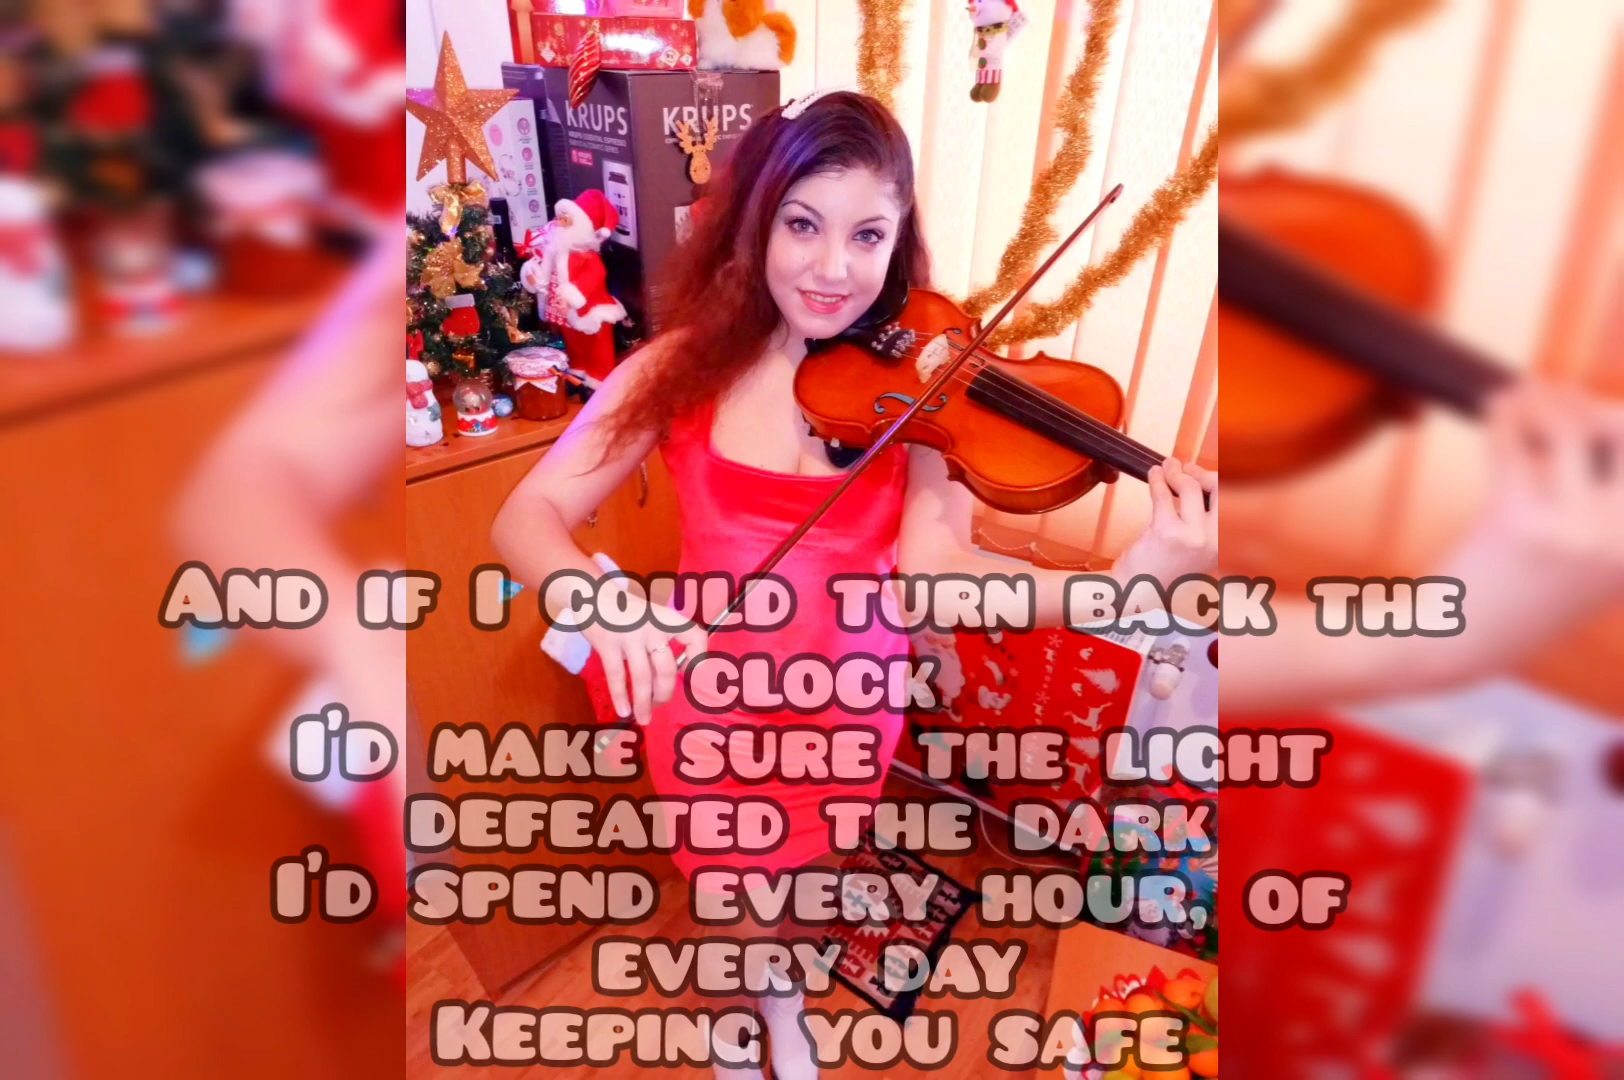 KRUPS
KRUPS
And if I could turn back the
clock
I'd make sure the light
defeated the dark
I'd spend every hour, of
every day
Keeping you safe